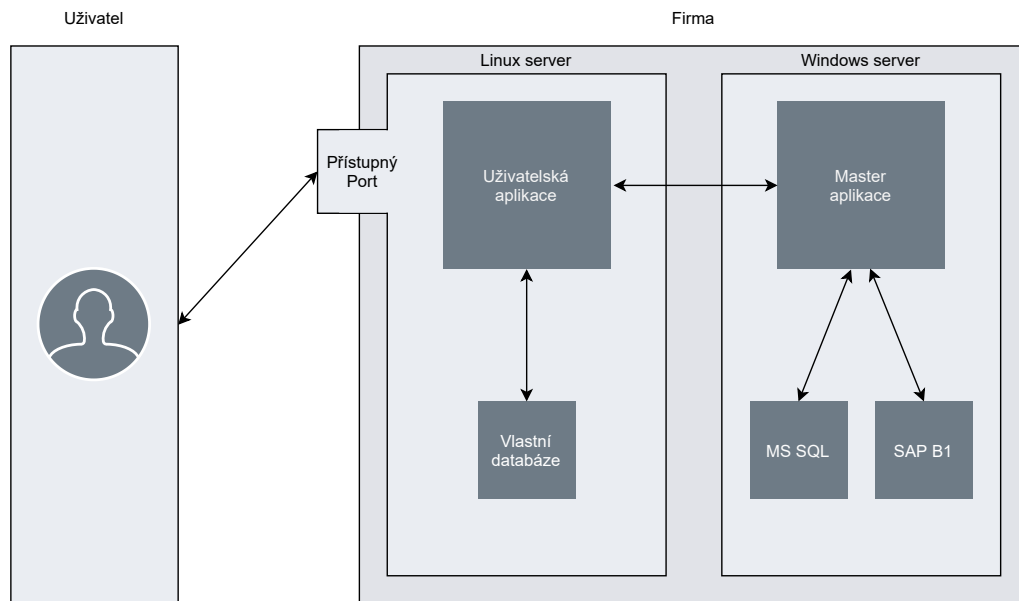 Uživatel
Firma
Linux server
Windows server
Přístupný
Port
Uživatelská
aplikace
Master
aplikace
Vlastní
databáze
MS SQL
SAP B1